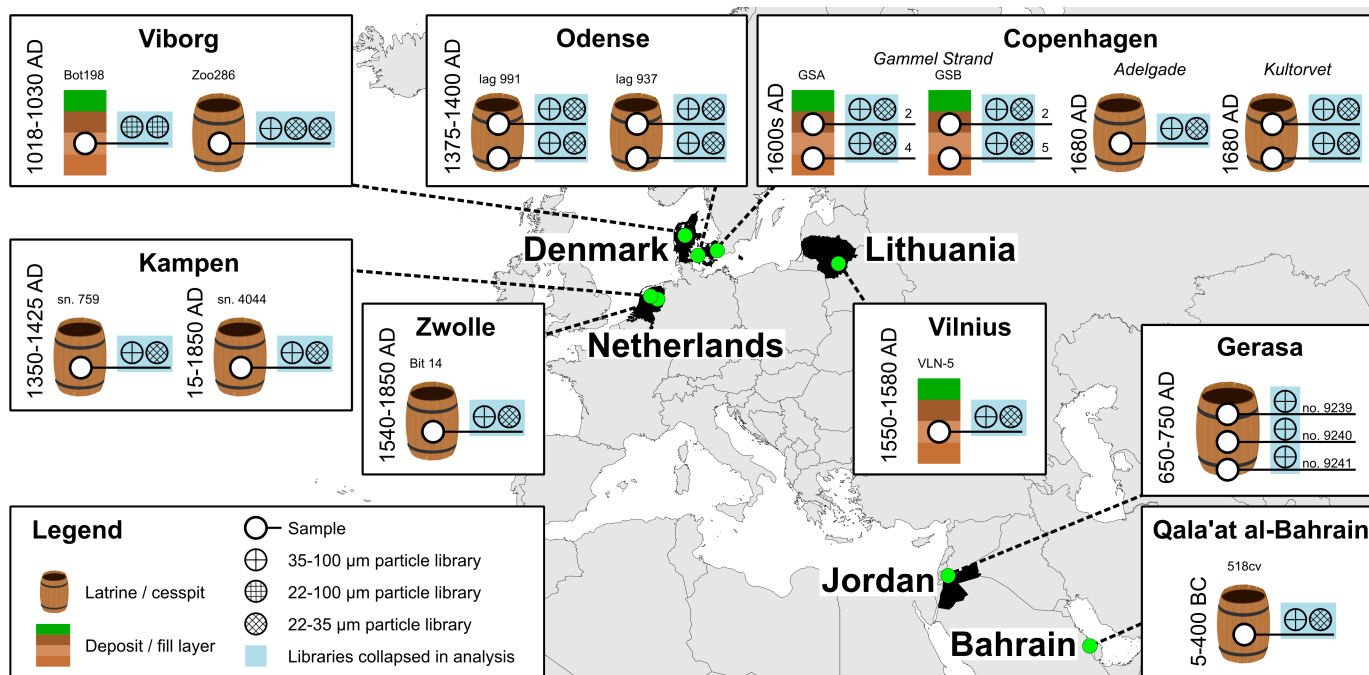 Viborg
1018-1030 AD
Bot198
Zoo286
Odense
1375-1400 AD
lag 991
lag 937
Copenhagen
Gammel Strand
Adelgade
Kultorvet
1600s AD
GSA
GSB
2
4
2
5
1680 AD
1680 AD
Kampen
1350-1425 AD
sn. 759
15-1850 AD
sn. 4044
Denmark
Lithuania
Netherlands
Zwolle
1540-1850 AD
Bit 14
Vilnius
1550-1580 AD
VLN-5
Gerasa
650-750 AD
no. 9239
no. 9240
no. 9241
Jordan
Bahrain
Qala'at al-Bahrain
5-400 BC
518cv
Legend
Latrine / cesspit
Deposit / fill layer
Sample
35-100 µm particle library
22-100 µm particle library
22-35 µm particle library
Libraries collapsed in analysis